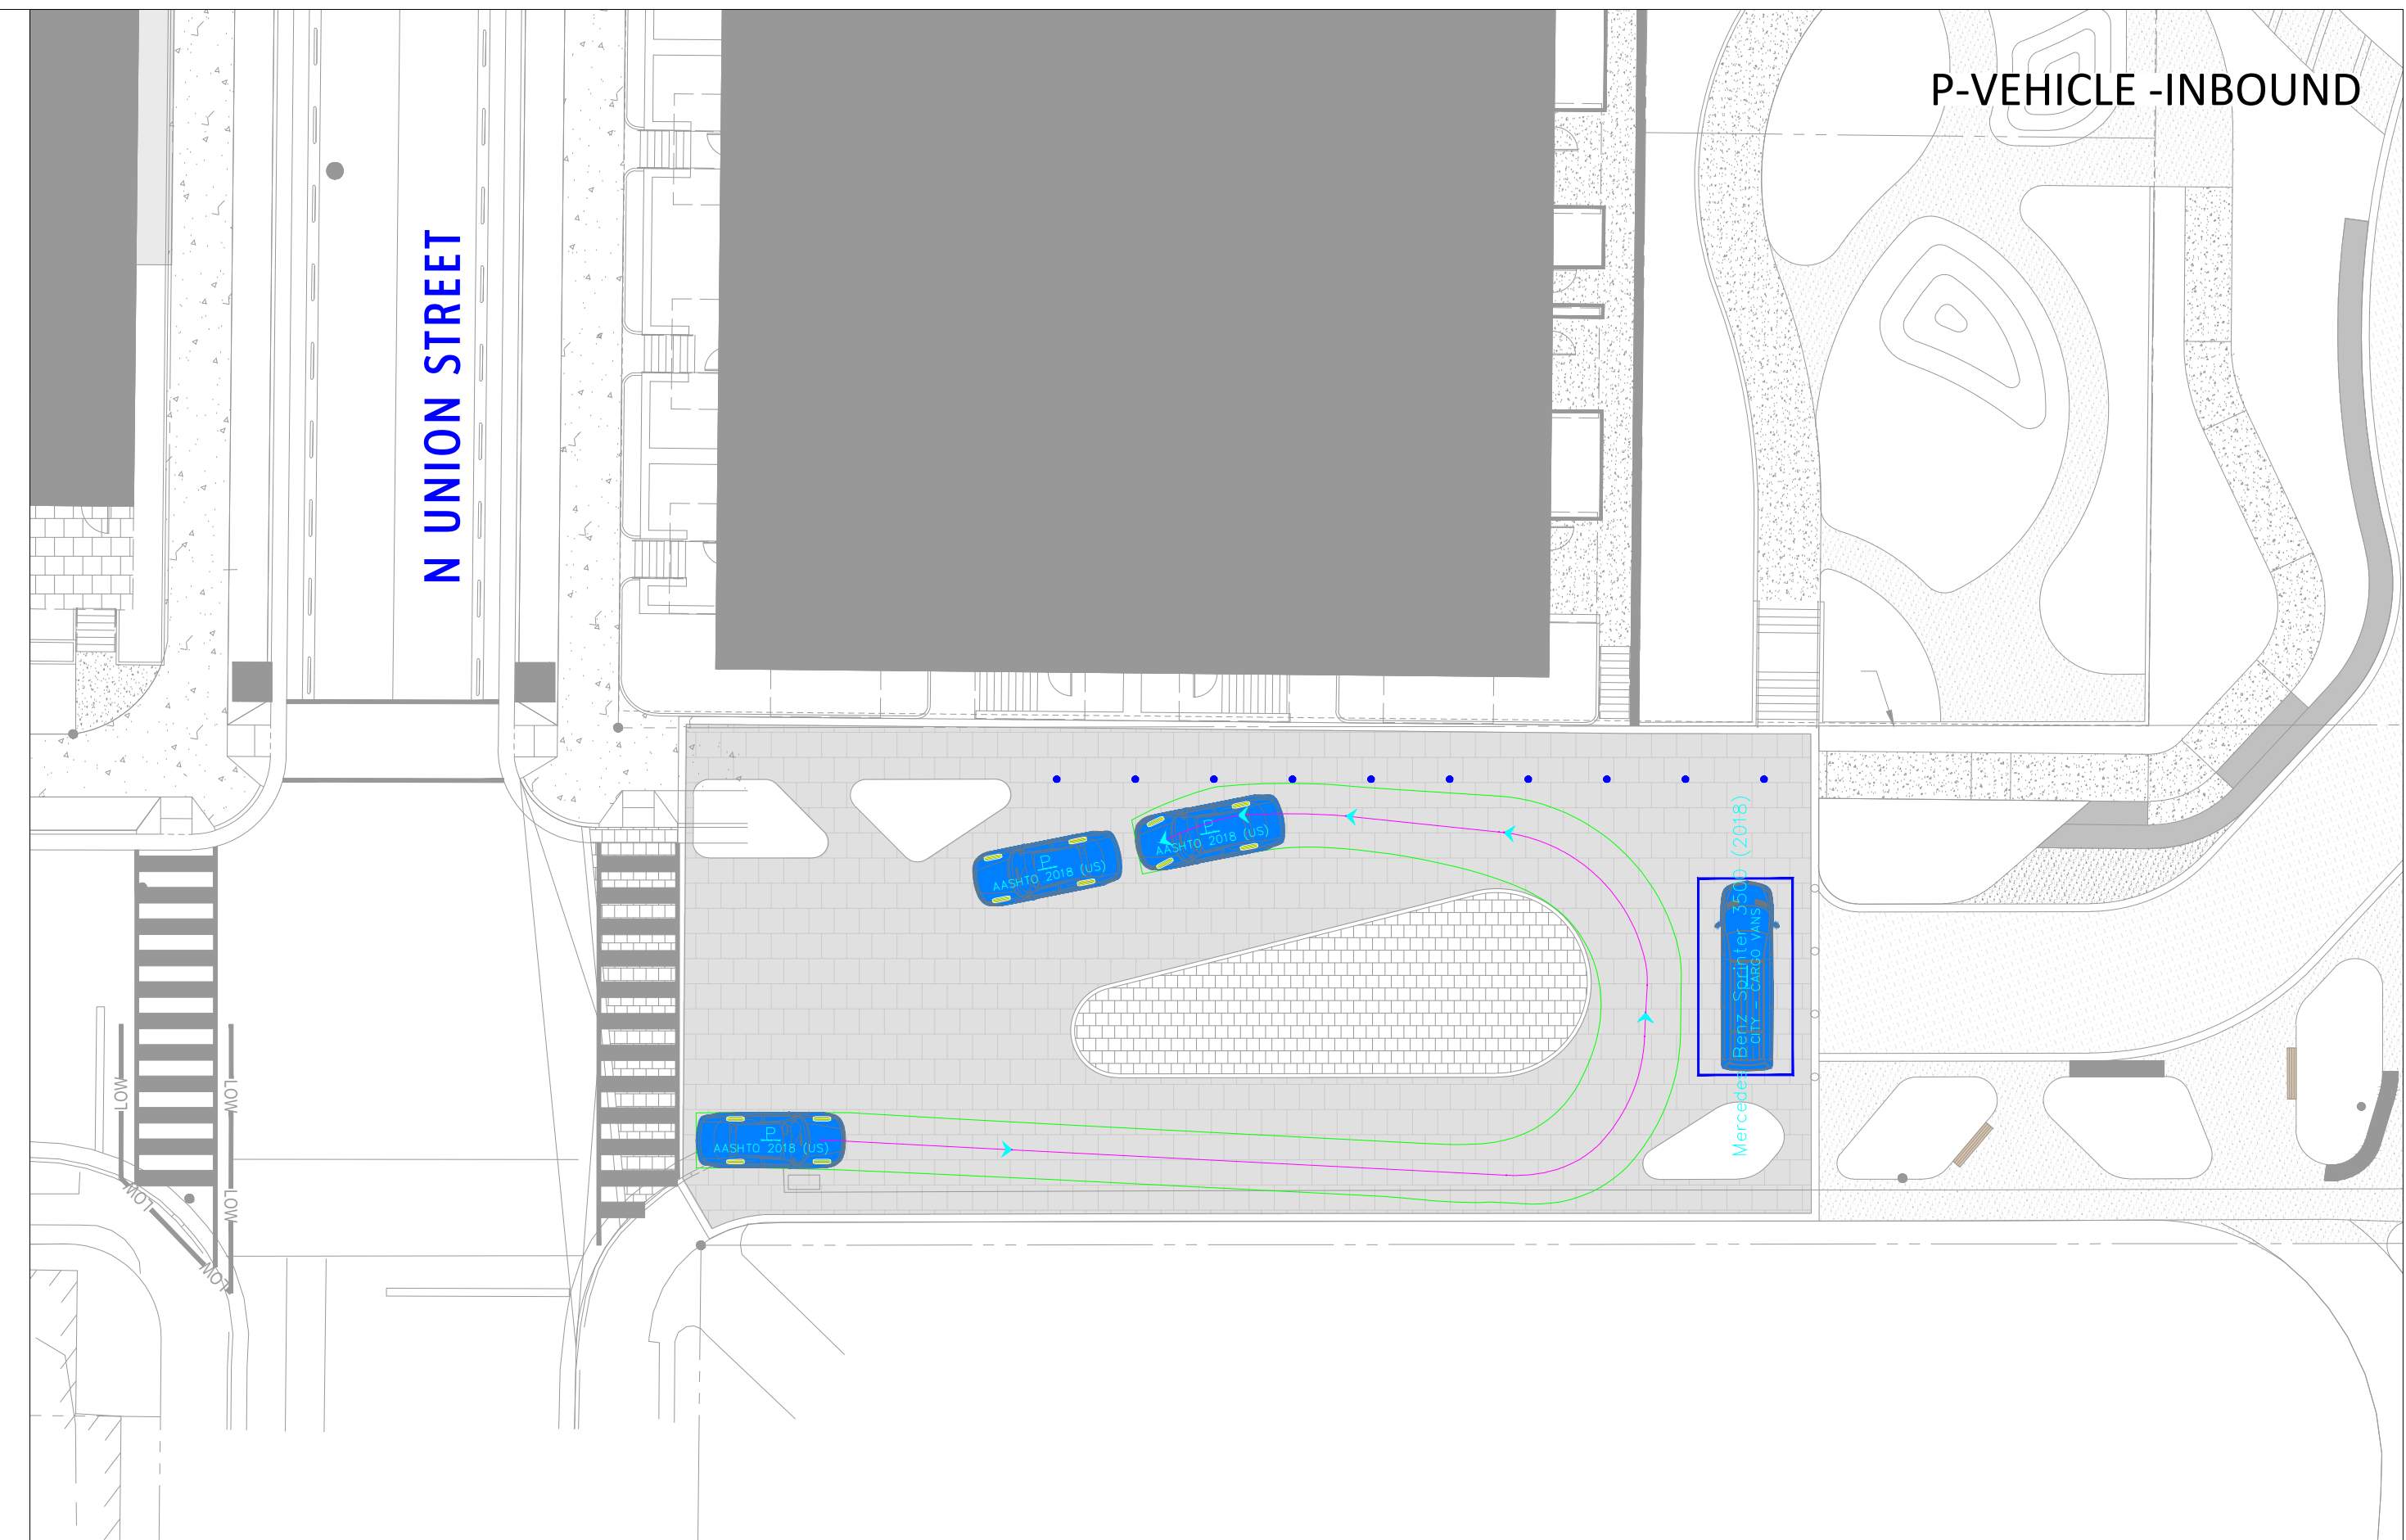 P-VEHICLE -INBOUND
N UNION STREET
P
AASHTO 2018 (US)
P
AASHTO 2018 (US)
Mercedes Benz Sprinter 3500 (2018)
CITY - CARGO VANS
P
AASHTO 2018 (US)
LOW
LOW
LOW
LOW
LOW